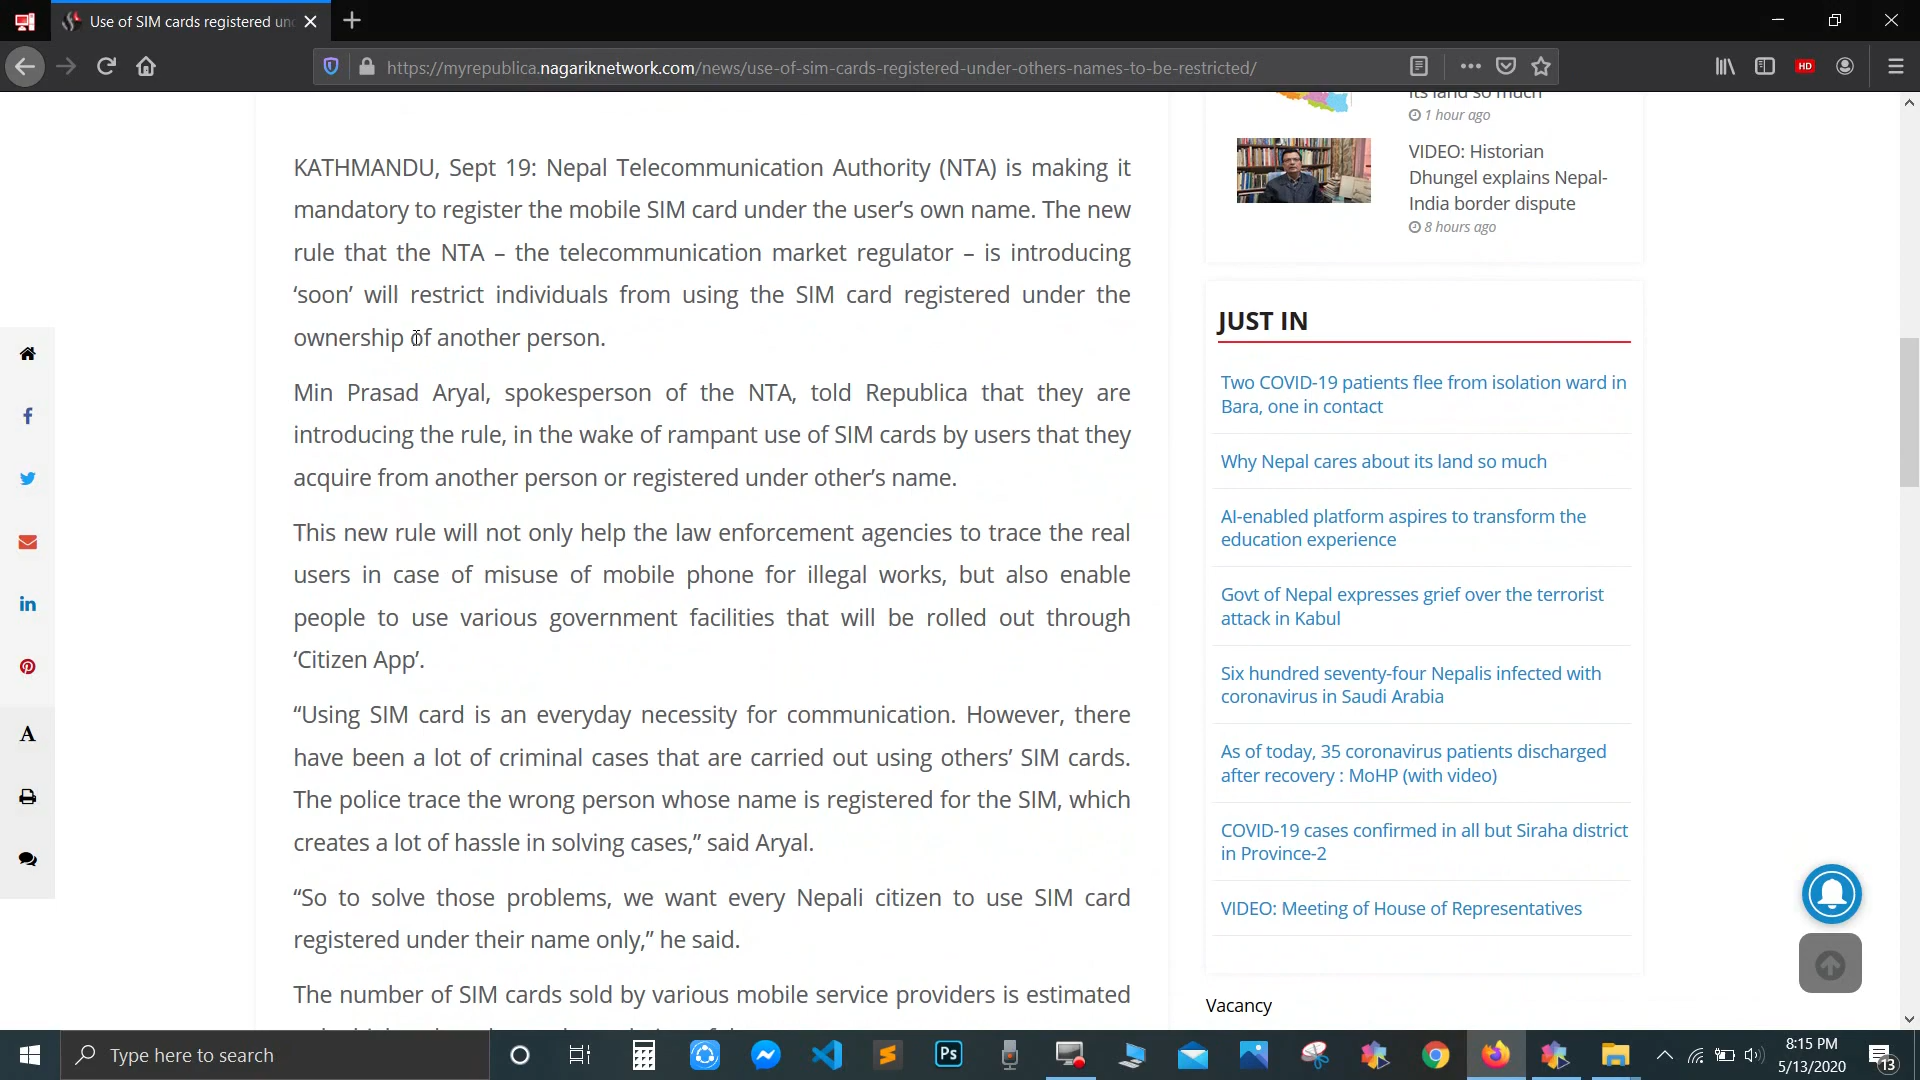 Use of SIM cards registered un
https://myrepublica.nagariknetwork.com/news/use-of-sim-cards-registered-under-others-names-to-be-restricted/
HD
KATHMANDU, Sept 19: Nepal Telecommunication Authority (NTA) is making it
mandatory to register the mobile SIM card under the user’s own name. The new
rule that the NTA – the telecommunication market regulator – is introducing
‘soon’ will restrict individuals from using the SIM card registered under the
ownership of another person.
Min Prasad Aryal, spokesperson of the NTA, told Republica that they are
introducing the rule, in the wake of rampant use of SIM cards by users that they
acquire from another person or registered under other’s name.
This new rule will not only help the law enforcement agencies to trace the real
users in case of misuse of mobile phone for illegal works, but also enable
people to use various government facilities that will be rolled out through
‘Citizen App’.
“Using SIM card is an everyday necessity for communication. However, there
have been a lot of criminal cases that are carried out using others’ SIM cards.
The police trace the wrong person whose name is registered for the SIM, which
creates a lot of hassle in solving cases,” said Aryal.
“So to solve those problems, we want every Nepali citizen to use SIM card
registered under their name only,” he said.
The number of SIM cards sold by various mobile service providers is estimated
its land so much
1 hour ago
VIDEO: Historian
Dhungel explains Nepal-
India border dispute
8 hours ago
JUST IN
Two COVID-19 patients flee from isolation ward in
Bara, one in contact
Why Nepal cares about its land so much
AI-enabled platform aspires to transform the
education experience
Govt of Nepal expresses grief over the terrorist
attack in Kabul
Six hundred seventy-four Nepalis infected with
coronavirus in Saudi Arabia
As of today, 35 coronavirus patients discharged
after recovery : MoHP (with video)
COVID-19 cases confirmed in all but Siraha district
in Province-2
VIDEO: Meeting of House of Representatives
Vacancy
A
Type here to search
Ps
8:15 PM
5/13/2020
13